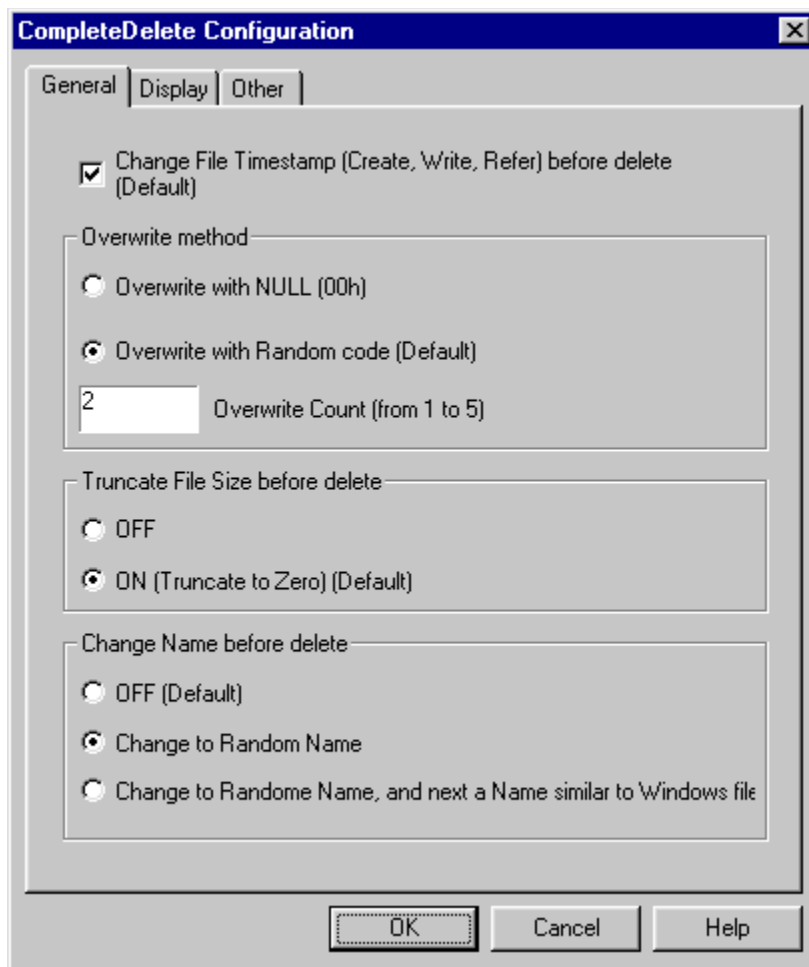 CompleteDelete Configuration
General Display Other
Change File Timestamp (Create, Write, Refer) before delete
(Default)
Overwrite method
Overwrite with NULL (00h)
Overwrite with Random code (Default)
2 Overwrite Count (from 1 to 5)
Truncate File Size before delete
OFF
ON (Truncate to Zero) (Default)
Change Name before delete
OFF (Default)
Change to Random Name
Change to Randome Name, and next a Name similar to Windows file
OK Cancel Help